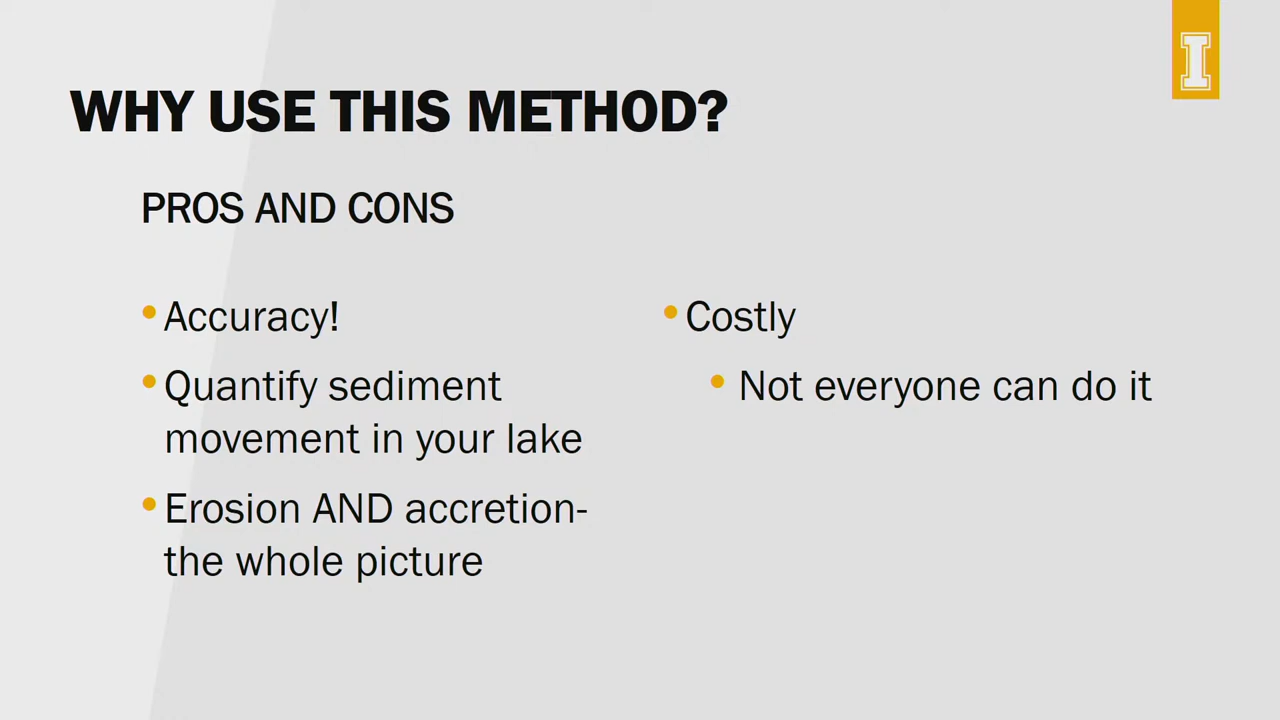 I
WHY USE THIS METHOD?
PROS AND CONS
• Accuracy!
• Quantify sediment
movement in your lake
• Erosion AND accretion-
the whole picture
• Costly
• Not everyone can do it